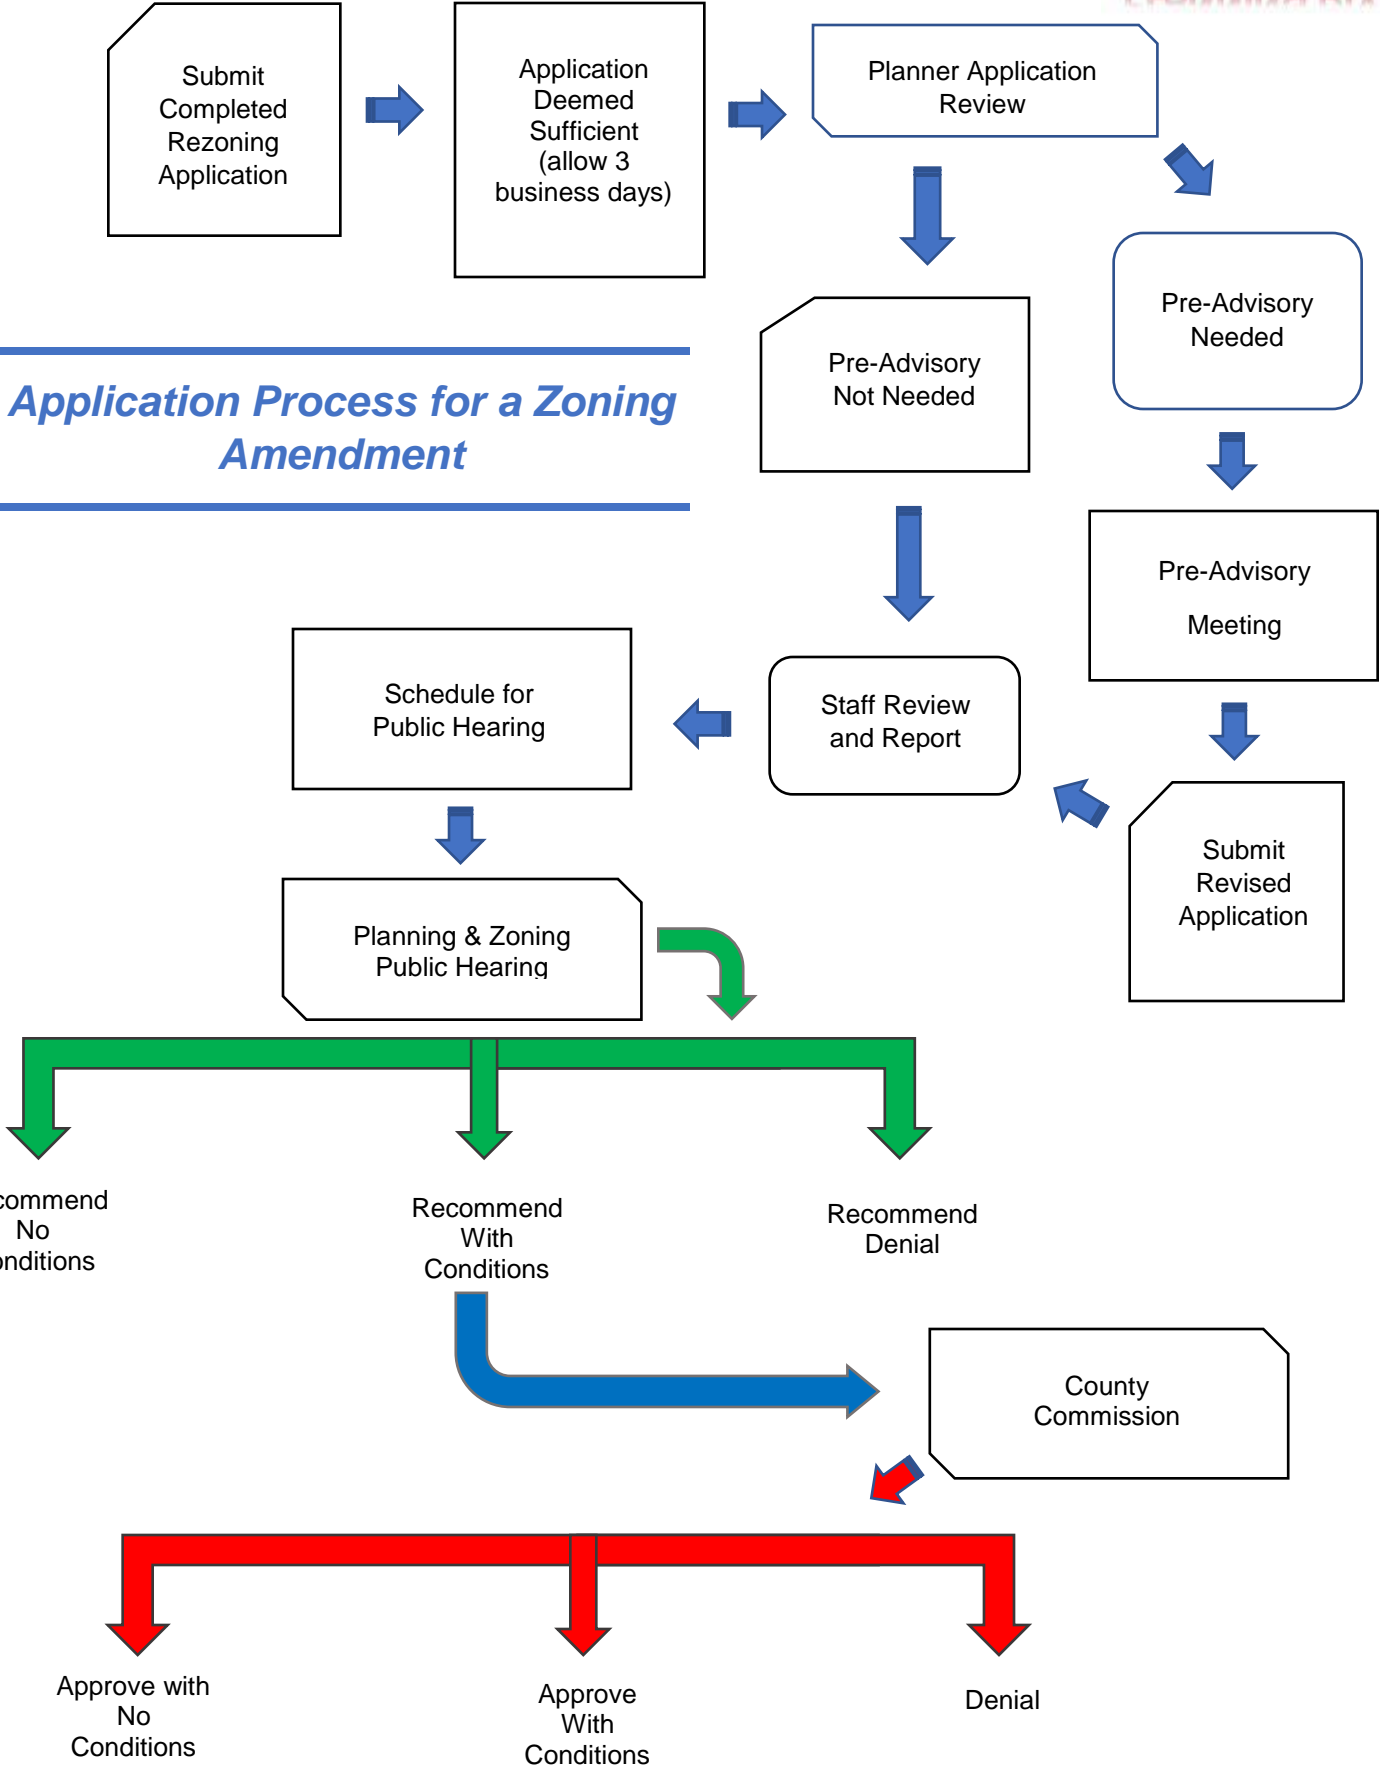 Submit
Completed
Rezoning
Application
Application
Deemed
Sufficient
(allow 3
business days)
Planner Application
Review
Pre-Advisory
Needed
Pre-Advisory
Not Needed
Application Process for a Zoning
Amendment
Pre-Advisory
Meeting
Schedule for
Public Hearing
Staff Review
and Report
Submit
Revised
Application
Planning & Zoning
Public Hearing
commend
No
onditions
Recommend
With
Conditions
Recommend
Denial
County
Commission
Approve with
No
Conditions
Approve
With
Conditions
Denial